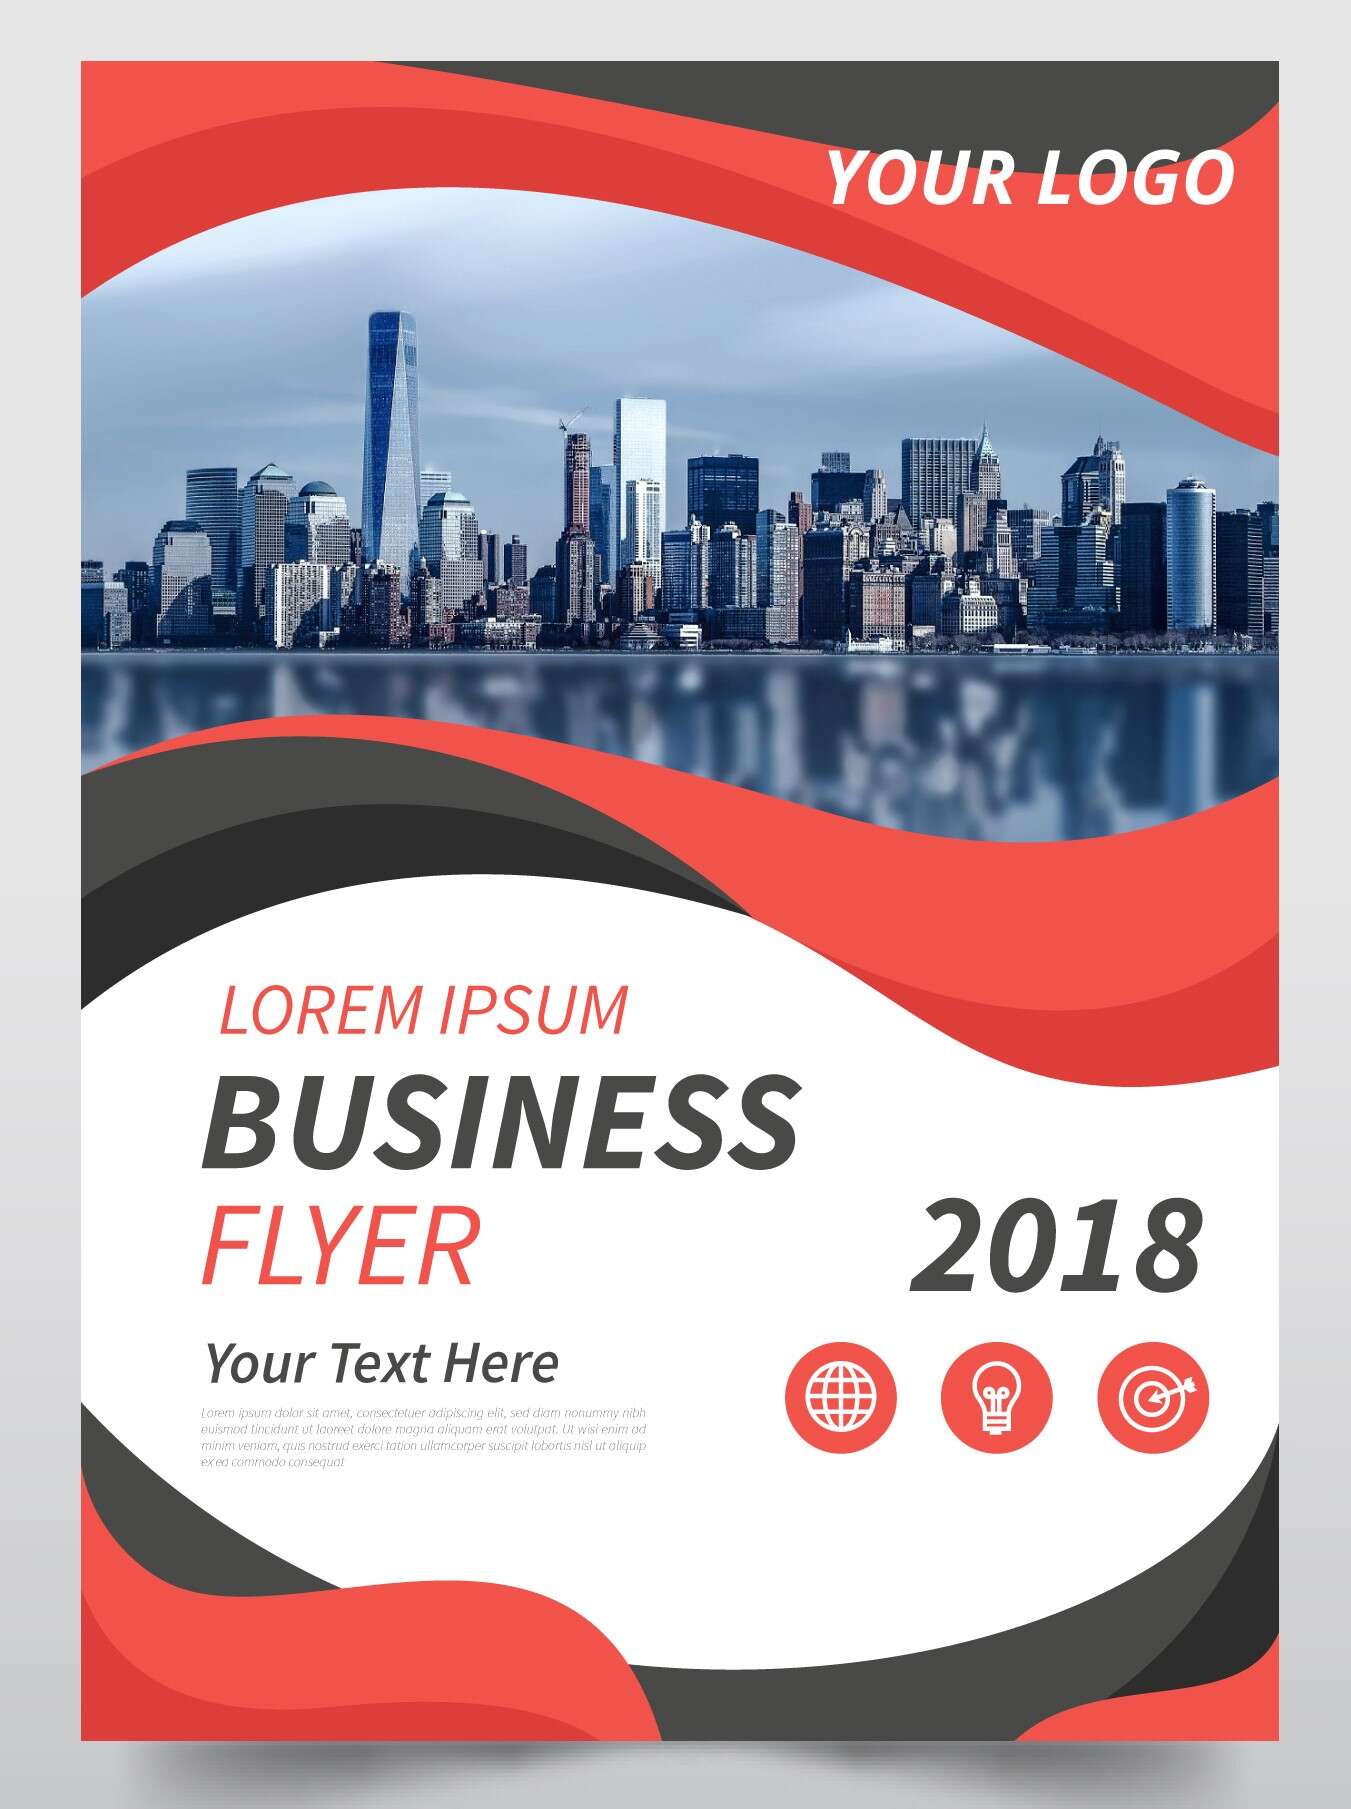 YOUR LOGO
LOREM IPSUM
BUSINESS
FLYER
2018
Your Text Here
Lorem ipsum dolor sit amet, consectetuer adipiscing elit, sed diam nonummy nibh
euismod tincidunt ut laoreet dolore magna aliquam erat volutpat. Ut wisi enim ad
minim veniam, quis nostrud exerci tation ullamcorper suscipit lobortis nisl ut aliquip
ex ea commodo consequat